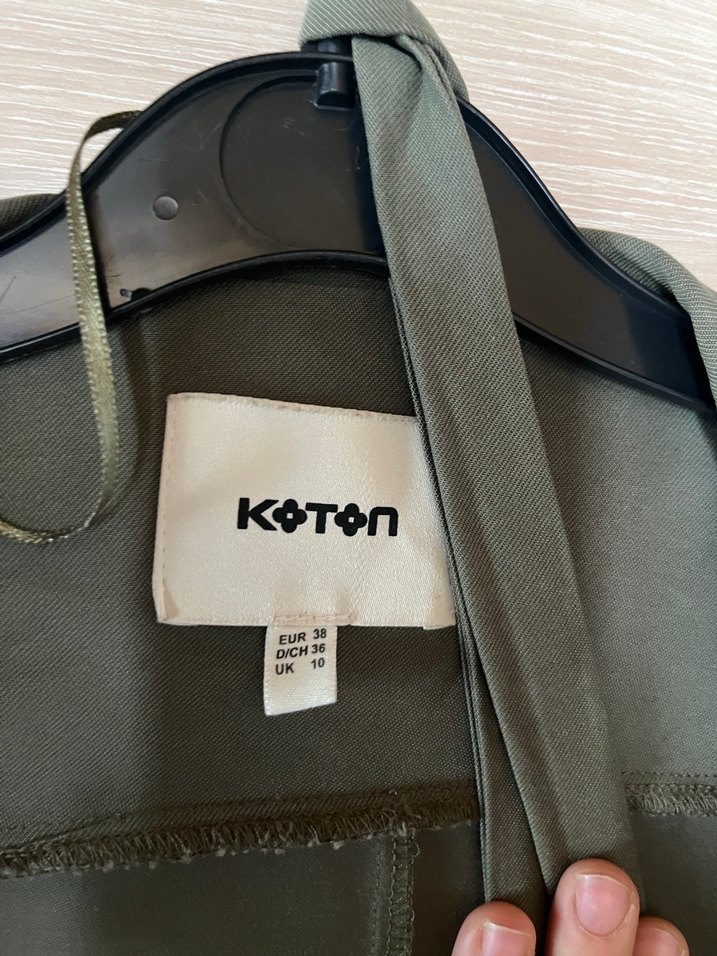 KOTON
EUR 38
D/CH 36
UK 10